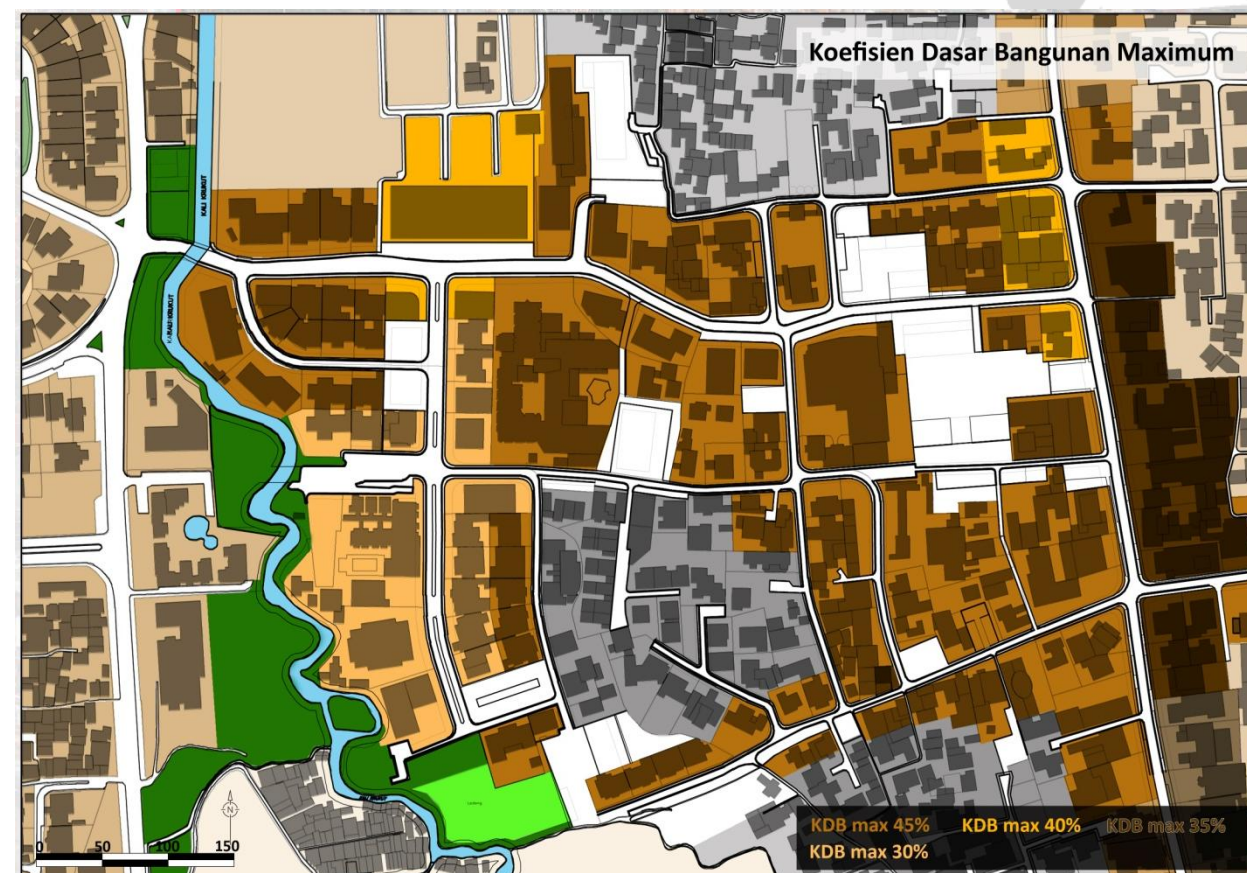 Koefisien Dasar Bangunan Maximum
KALI KRUKUT
KALI KRUKUT
0 50 100 150
N
KDB max 45% KDB max 40% KDB max 35%
KDB max 30%